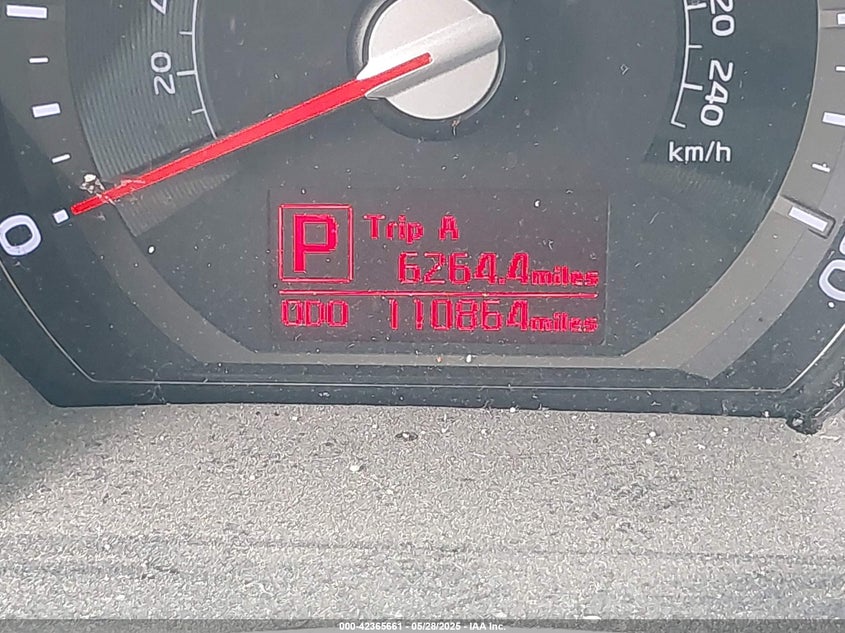 20
20
240
km/h
0
P
Trip A
6264.4miles
ODO 110864miles
000-42365661 - 05/28/2025 - IAA Inc.